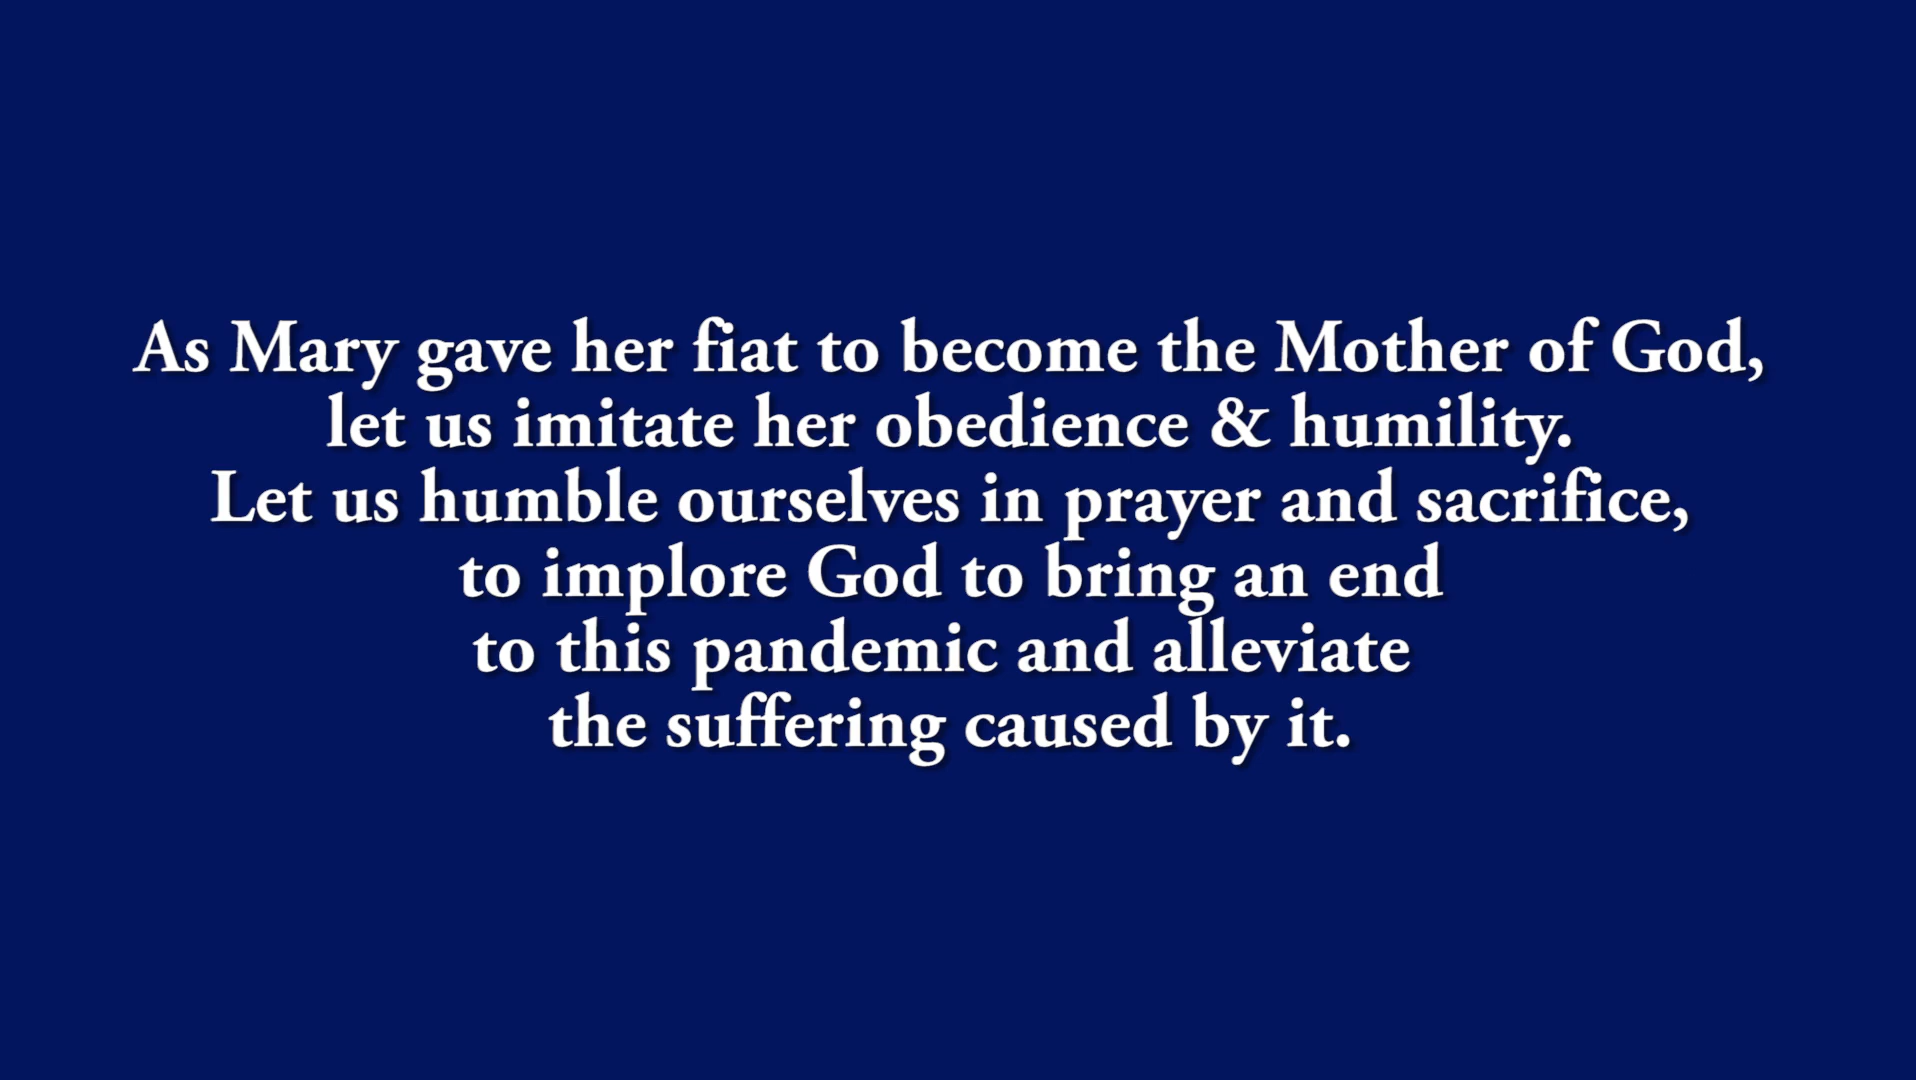 As Mary gave her fiat to become the Mother of God,
let us imitate her obedience & humility.
Let us humble ourselves in prayer and sacrifice,
to implore God to bring an end
to this pandemic and alleviate
the suffering caused by it.